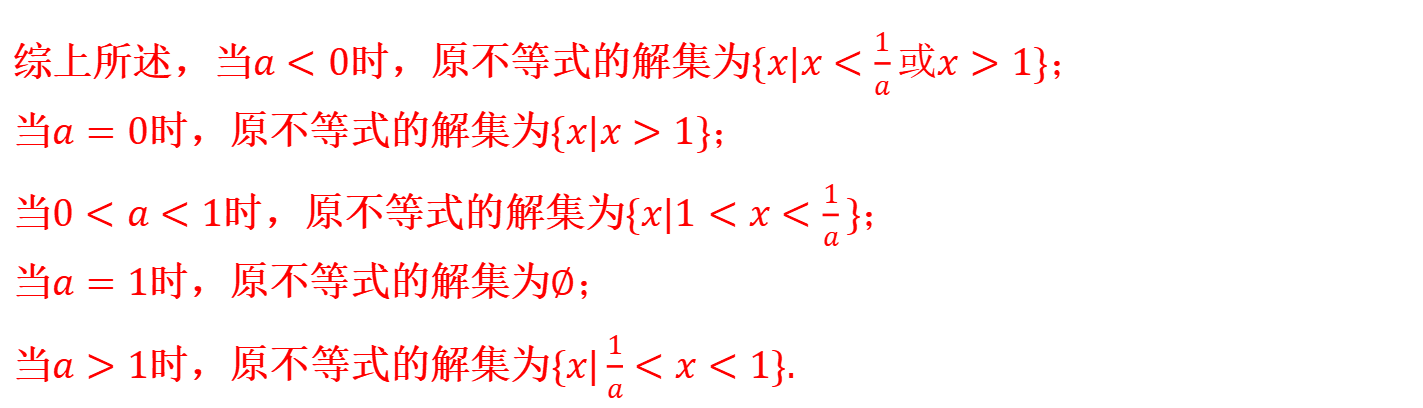 综上所述，当a < 0时，原不等式的解集为{x|x < 1/a 或x > 1}；
当a = 0时，原不等式的解集为{x|x > 1}；
当0 < a < 1时，原不等式的解集为{x|1 < x < 1/a}；
当a = 1时，原不等式的解集为∅；
当a > 1时，原不等式的解集为{x|1/a < x < 1}.